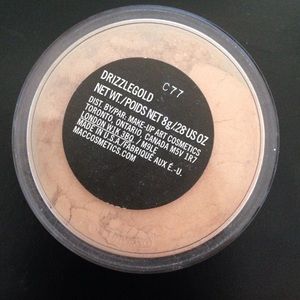 DRIZZLEGOLD
C77
NET WT./POIDS NET 8g/.28 US OZ
DIST. BY/PAR. MAKE-UP ART COSMETICS
TORONTO, ONTARIO, CANADA M5V 1R7
LONDON W1K 3BQ / M9LE
MADE IN U.S.A./FABRIQUÉ AUX É.-U.
MACCOSMETICS.COM